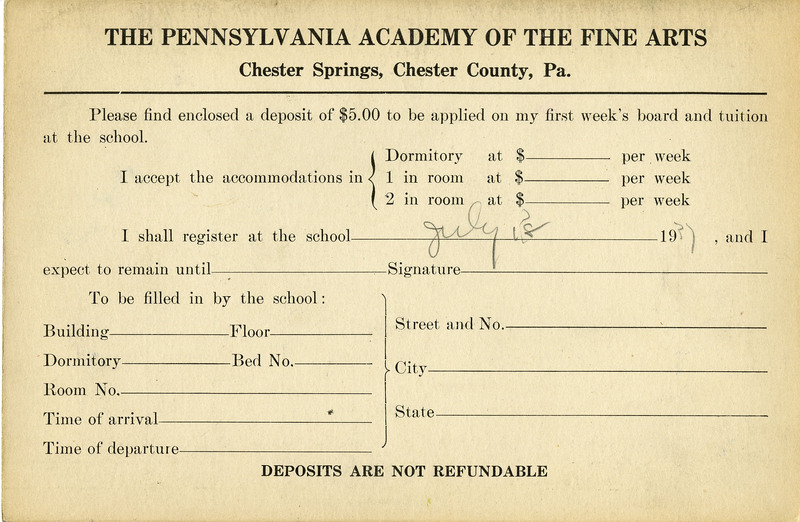 THE PENNSYLVANIA ACADEMY OF THE FINE ARTS
Chester Springs, Chester County, Pa.
Please find enclosed a deposit of $5.00 to be applied on my first week's board and tuition
at the school.
Dormitory at $ per week
I accept the accommodations in 1 in room at $ per week
2 in room at $ per week
I shall register at the school July 1937, and I
expect to remain until Signature
To be filled in by the school:
Building Floor
Street and No.
Dormitory Bed No.
City
Room No.
Time of arrival
State
Time of departure
DEPOSITS ARE NOT REFUNDABLE